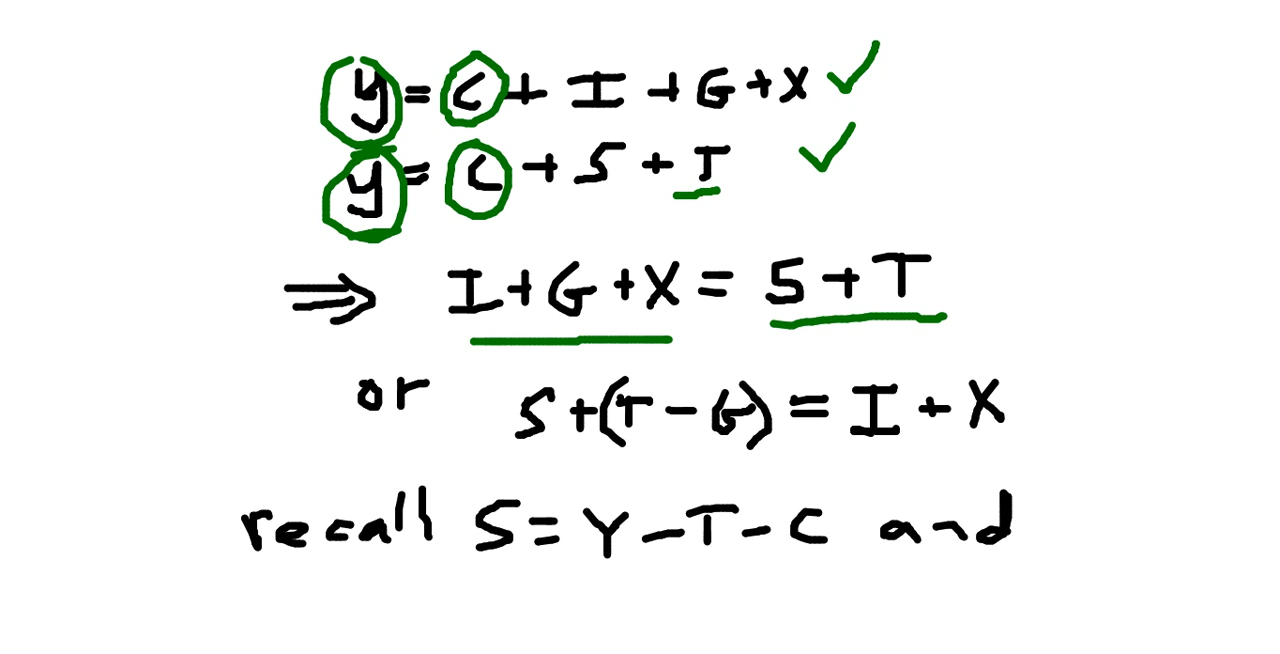 y = C + I + G + X ✓
y = C + S + I ✓
⇒ I + G + X = S + T
or S + (T - G) = I + X
recall S = Y - T - C and